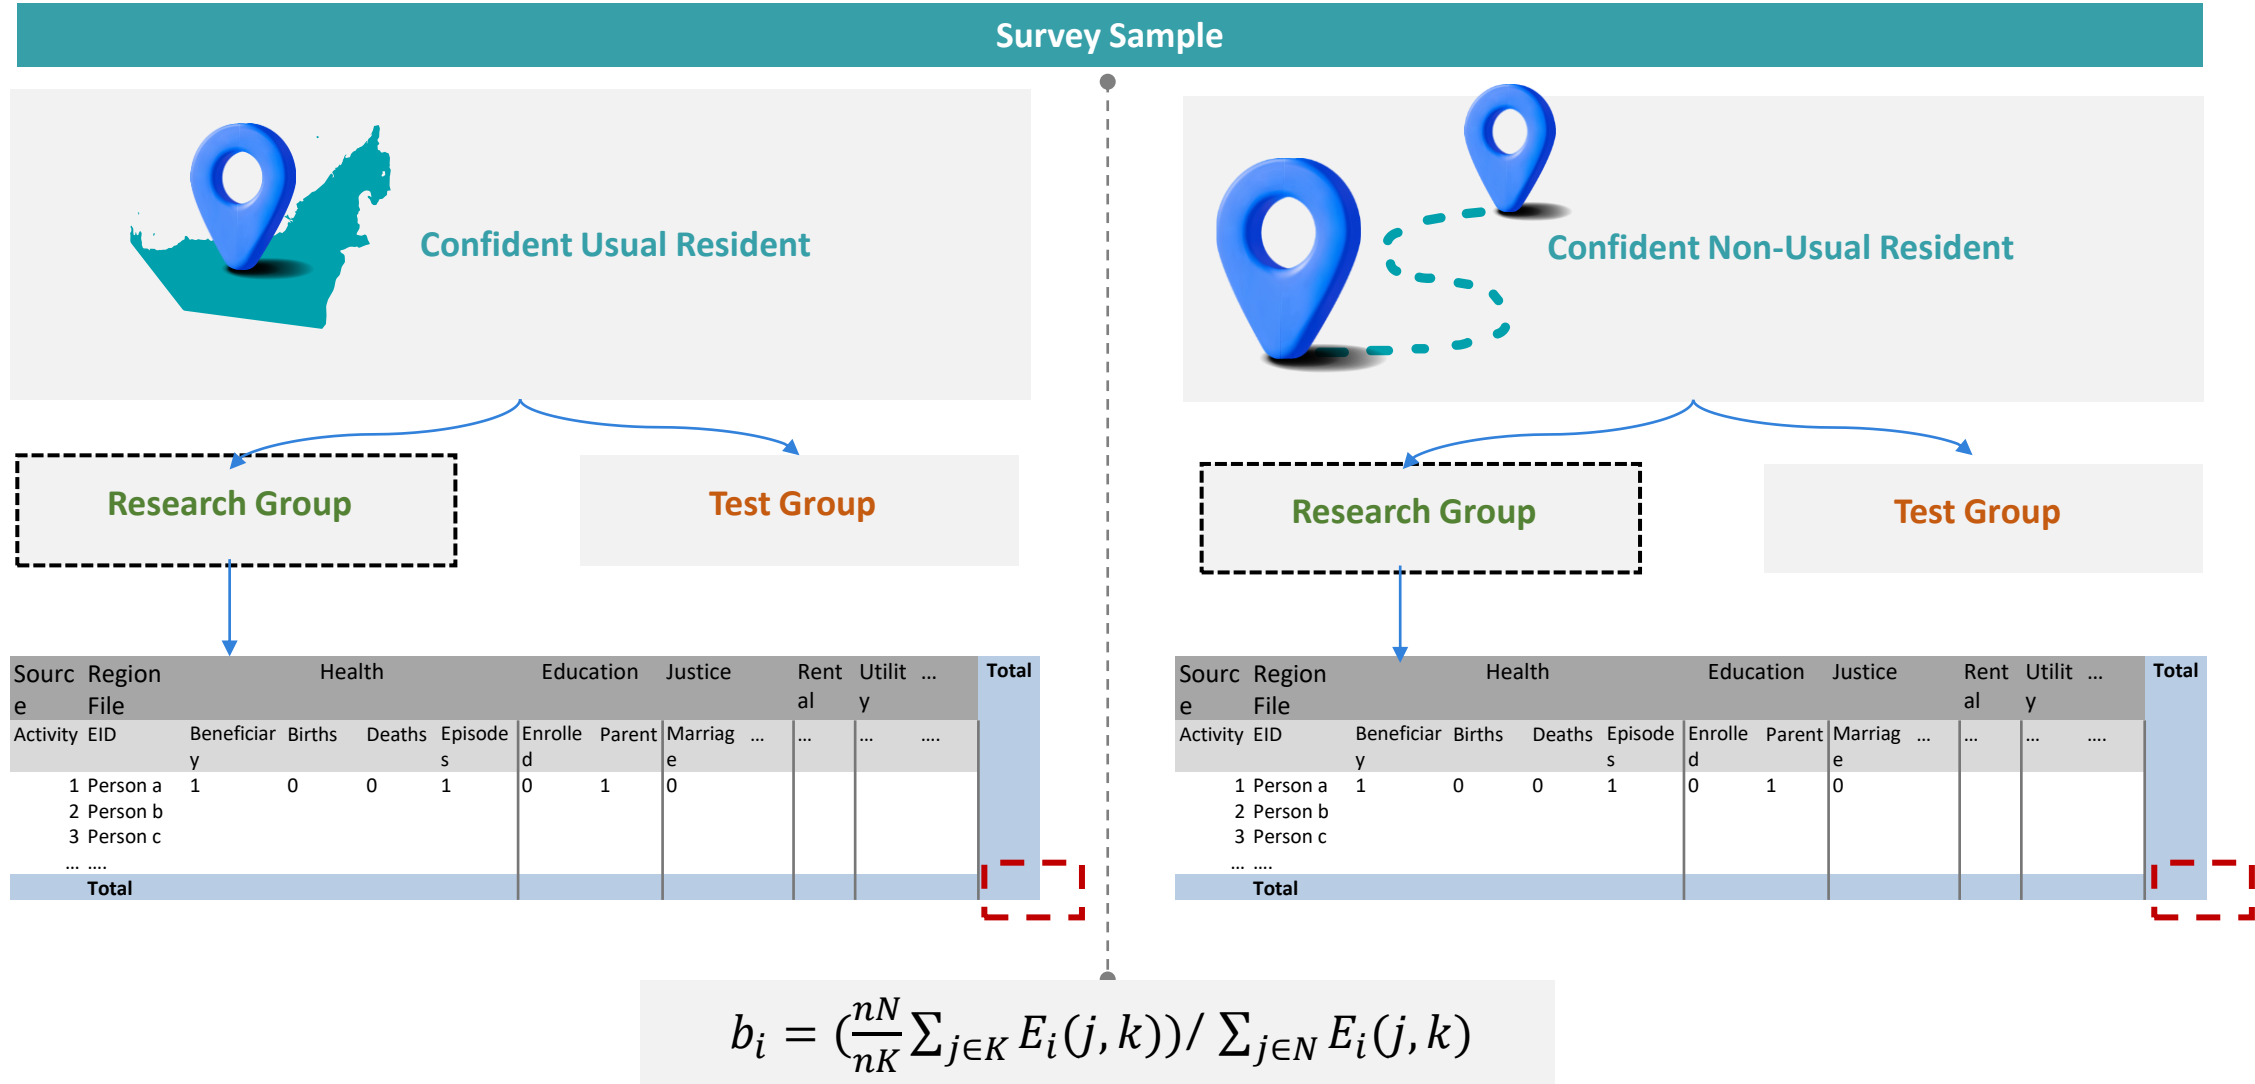 Survey Sample
Confident Usual Resident
Confident Non-Usual Resident
Research Group
Test Group
Research Group
Test Group
Source Region File Health Education Justice Rental Utility ... Total
Activity EID Beneficiary Births Deaths Episodes Enrolled Parent Marriage ... ... ... ....
1 Person a 1 0 0 1 0 1 0
2 Person b
3 Person c
... ....
Total
Source Region File Health Education Justice Rental Utility ... Total
Activity EID Beneficiary Births Deaths Episodes Enrolled Parent Marriage ... ... ... ....
1 Person a 1 0 0 1 0 1 0
2 Person b
3 Person c
... ....
Total
b_i = (\frac{nN}{nK} ∑_{j∈K} E_i(j, k))/ ∑_{j∈N} E_i(j, k)